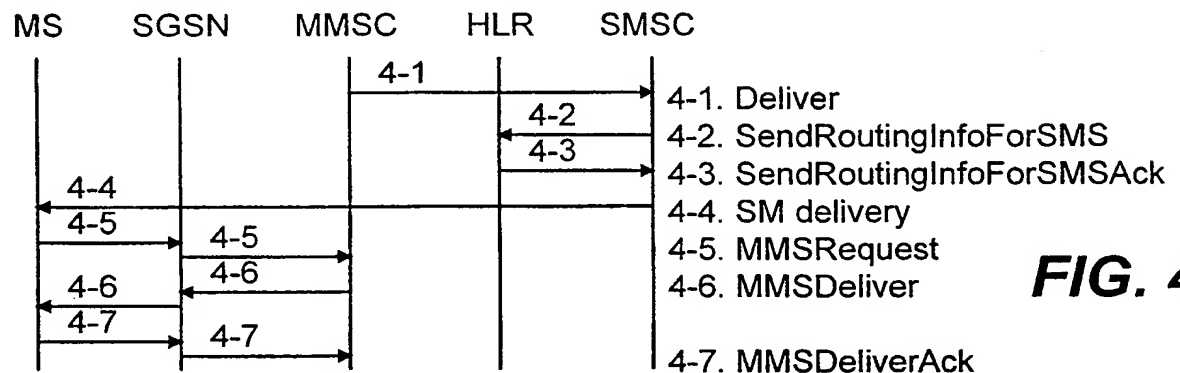 MS SGSN MMSC HLR SMSC
4-1
4-1. Deliver
4-2
4-2. SendRoutingInfoForSMS
4-3
4-3. SendRoutingInfoForSMSAck
4-4
4-4. SM delivery
4-5
4-5
4-5. MMSRequest
4-6
4-6
4-6. MMSDeliver
FIG. 4
4-7
4-7
4-7. MMSDeliverAck